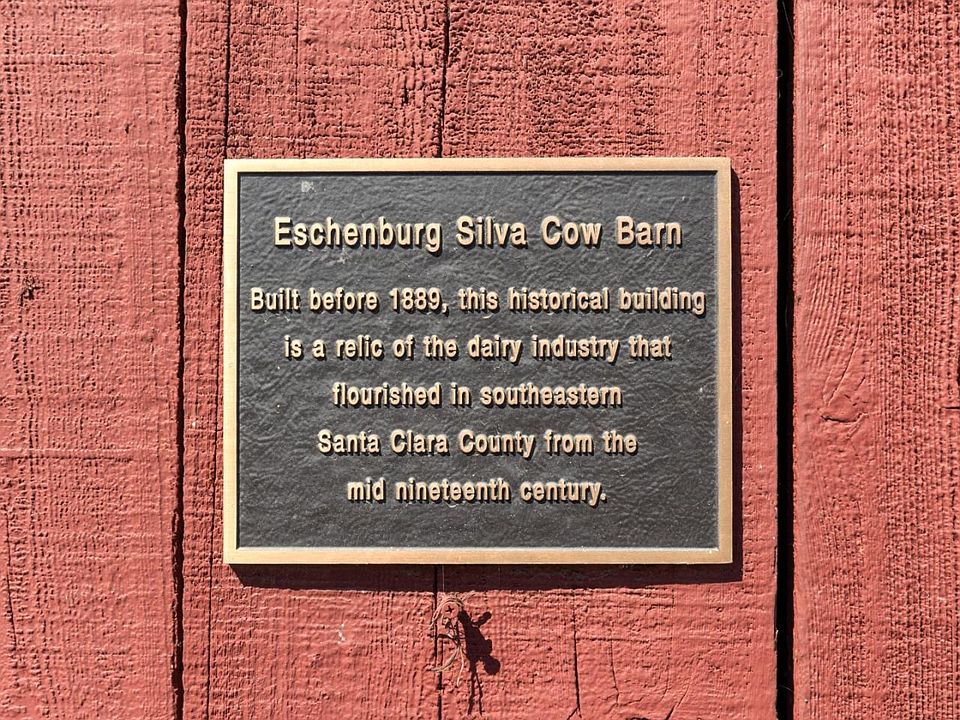 Eschenburg Silva Cow Barn
Built before 1889, this historical building
is a relic of the dairy industry that
flourished in southeastern
Santa Clara County from the
mid nineteenth century.